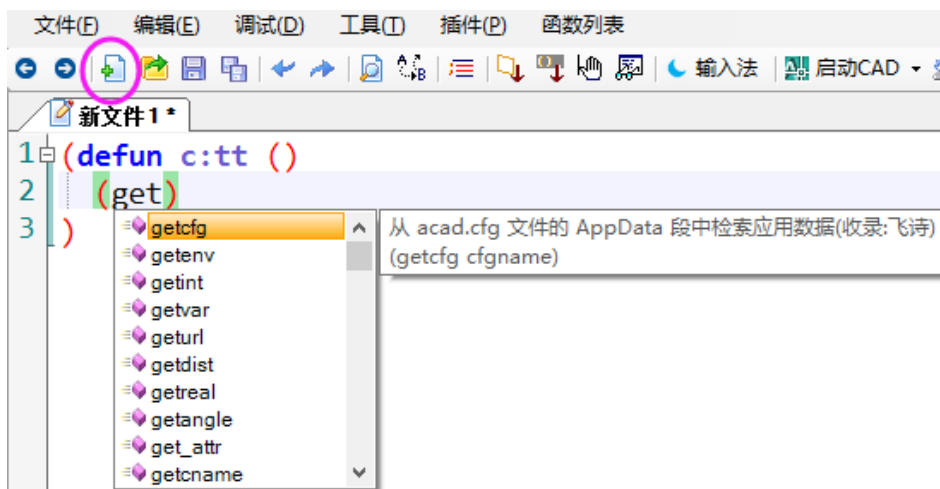 文件(F) 编辑(E) 调试(D) 工具(T) 插件(P) 函数列表
输入法 启动CAD
新文件1 *
1 (defun c:tt ()
2 (get)
3 )
getcfg
getenv
getint
getvar
geturl
getdist
getreal
getangle
get_attr
getcname
从 acad.cfg 文件的 AppData 段中检索应用数据(收录:飞诗)
(getcfg cfgname)